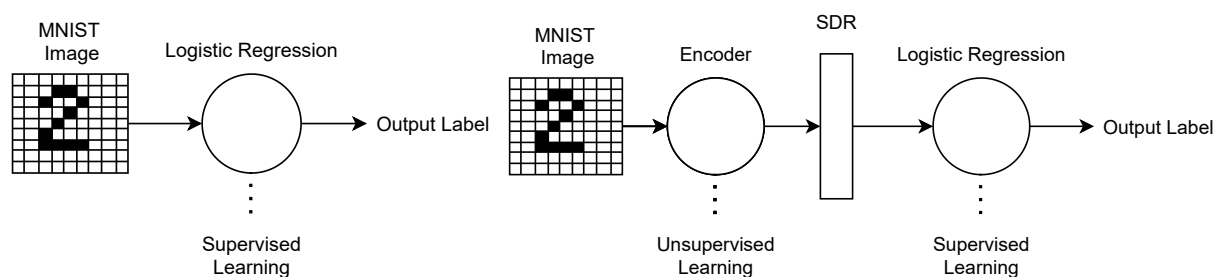 MNIST
Image
Logistic Regression
Output Label
Supervised
Learning
MNIST
Image
Encoder
SDR
Logistic Regression
Output Label
Unsupervised
Learning
Supervised
Learning